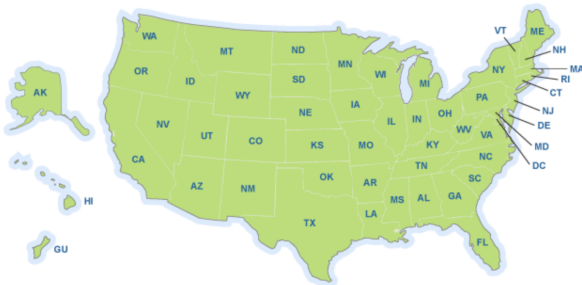 VT
ME
WA
ND
MT
MN
NH
OR
ID
SD
WI
NY
MA
MI
RI
AK
WY
CT
IA
PA
NE
NJ
NV
OH
IL
IN
DE
UT
CO
WV
VA
KS
MO
KY
MD
CA
NC
DC
TN
OK
AZ
NM
AR
SC
MS
AL
GA
HI
LA
TX
FL
GU